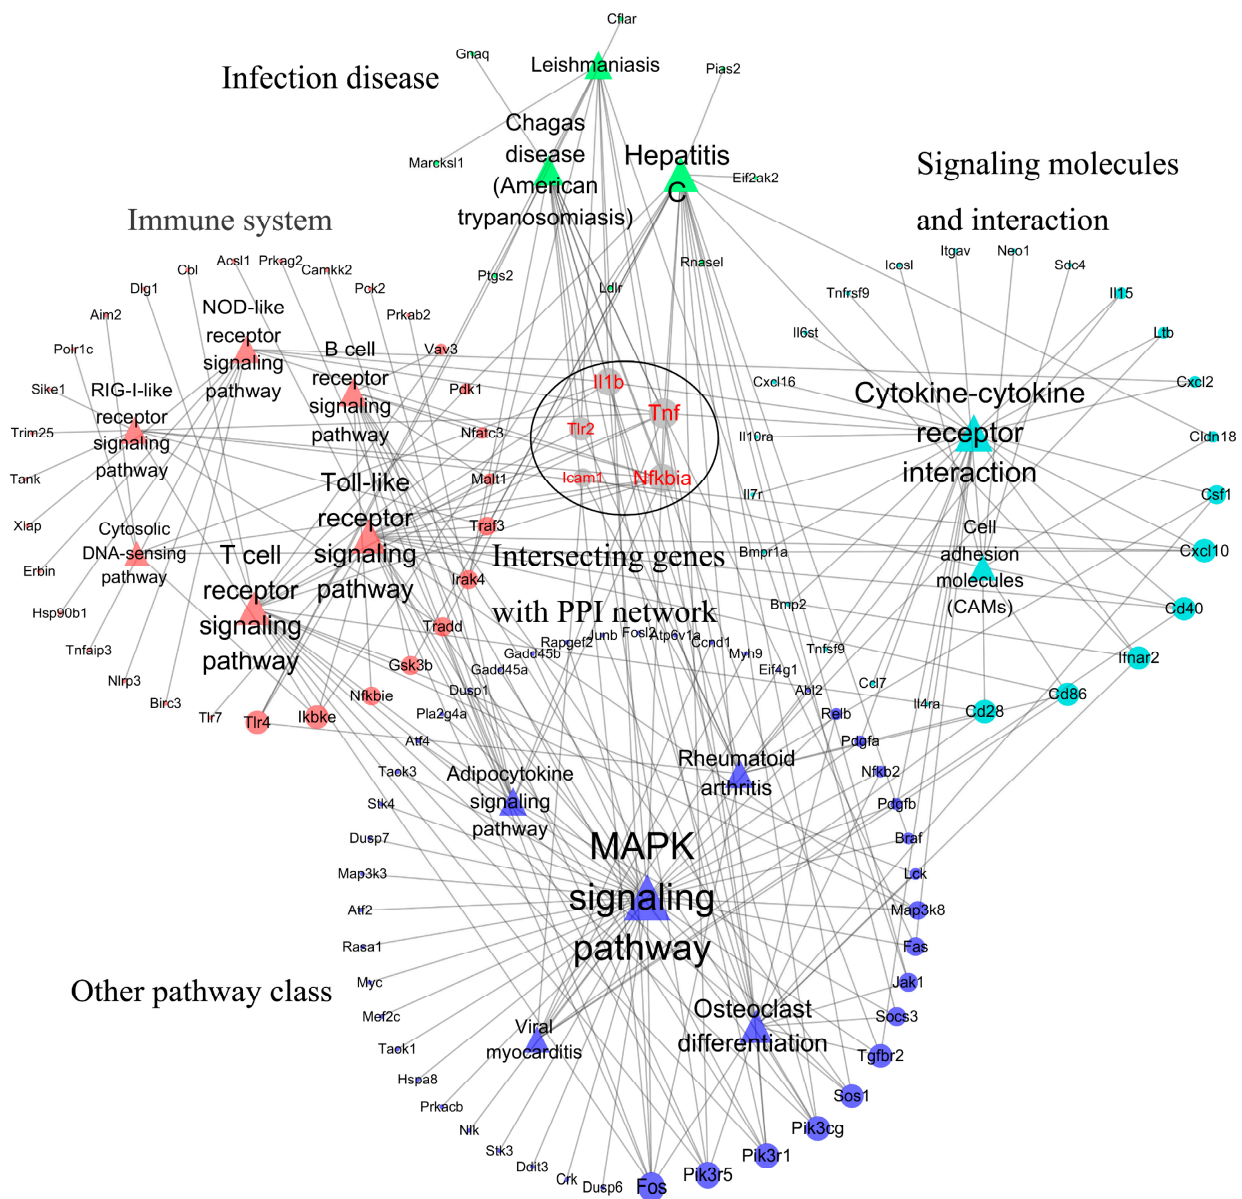 Cflar
Gnaq
Leishmaniasis
Pias2
Infection disease
Chagas
disease
(American
trypanosomiasis)
Hepatitis
C
Marcksl1
Eif2ak2
Signaling molecules
and interaction
Immune system
Ptgs2
Ldlr
Rnasel
Icosl
Itgav
Neo1
Sdc4
Tnfrsf9
Il15
Il6st
Ltb
Cxcl16
Cxcl2
Il10ra
Cldn18
Il7r
Csf1
Bmpr1a
Cxcl10
Bmp2
Cd40
Tnfsf9
Ifnar2
Ccl7
Cd86
Il4ra
Cd28
Cytokine-cytokine
receptor
interaction
Cell
adhesion
molecules
(CAMs)
Cbl
Acsl1
Prkag2
Camkk2
Pck2
Prkab2
Vav3
Pdk1
Nfatc3
Malt1
Traf3
Irak4
Tradd
Gsk3b
Nfkbie
Ikbke
Tlr4
Tlr7
Birc3
Nlrp3
Tnfaip3
Hsp90b1
Erbin
Xiap
Tank
Trim25
Sike1
Polr1c
Aim2
Dlg1
NOD-like
receptor
signaling
pathway
B cell
receptor
signaling
pathway
RIG-I-like
receptor
signaling
pathway
Toll-like
receptor
signaling
pathway
Cytosolic
DNA-sensing
pathway
T cell
receptor
signaling
pathway
Il1b
Tnf
Tlr2
Icam1
Nfkbia
Intersecting genes
with PPI network
Rapgef2
Junb
Fosl2
Atp6v1a
Ccnd1
Myh9
Eif4g1
Abl2
Relb
Pdgfa
Nfkb2
Pdgfb
Braf
Lck
Map3k8
Fas
Jak1
Socs3
Tgfbr2
Sos1
Pik3cg
Pik3r1
Pik3r5
Fos
Dusp6
Crk
Ddit3
Stk3
Nlk
Prkacb
Hspa8
Taok1
Mef2c
Myc
Rasa1
Atf2
Map3k3
Dusp7
Stk4
Taok3
Atf4
Pla2g4a
Dusp1
Gadd45a
Gadd45b
Adipocytokine
signaling
pathway
Rheumatoid
arthritis
MAPK
signaling
pathway
Viral
myocarditis
Osteoclast
differentiation
Other pathway class